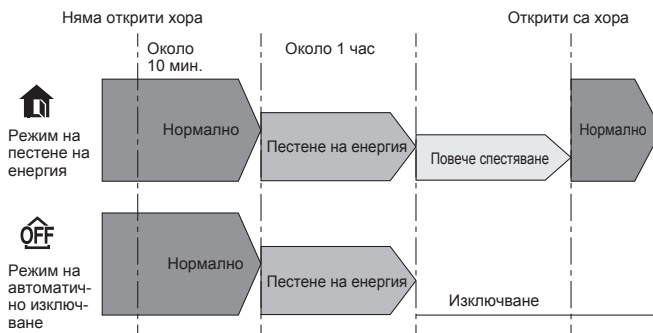 Няма открити хора
Открити са хора
Около
10 мин.
Около 1 час
Режим на
пестене на
енергия
Нормално
Пестене на енергия
Повече спестяване
Нормално
OFF
Режим на
автоматич-
но изключ-
ване
Нормално
Пестене на енергия
Изключване